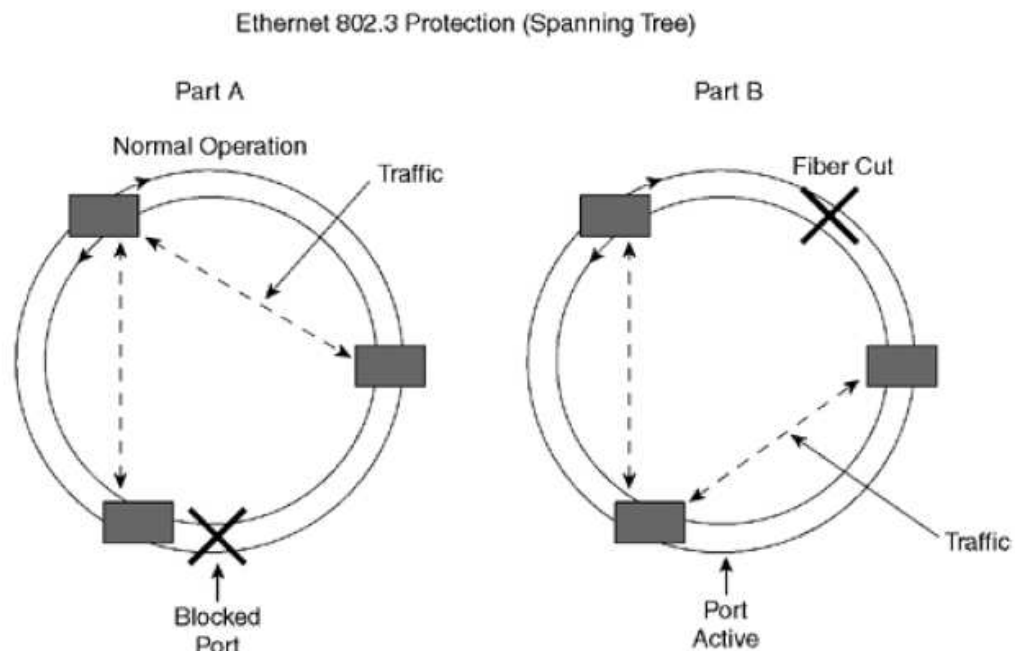 Ethernet 802.3 Protection (Spanning Tree)
Part A
Normal Operation
Traffic
Blocked
Port
Part B
Fiber Cut
Traffic
Port
Active